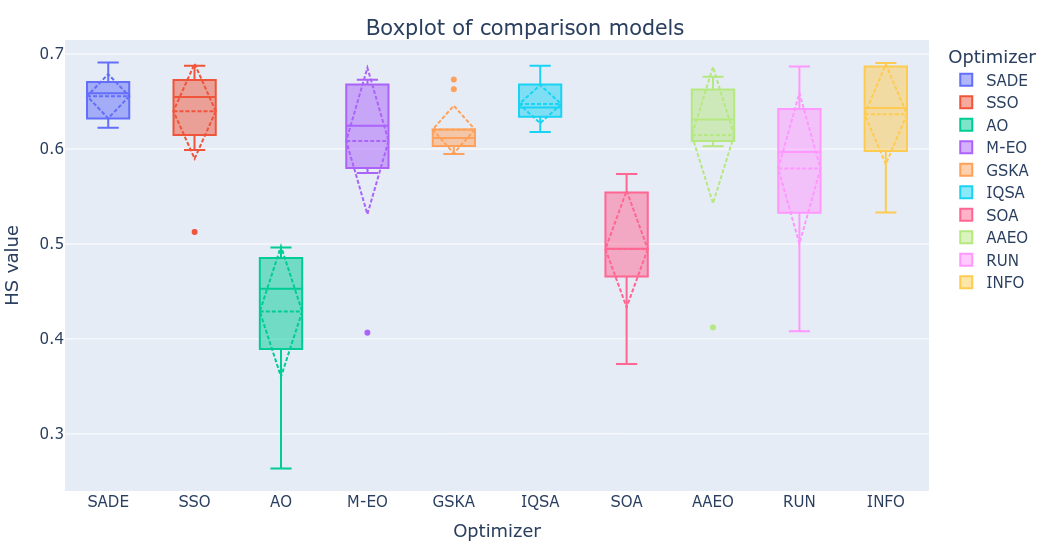 Boxplot of comparison models
HS value
0.7
0.6
0.5
0.4
0.3
SADE
SSO
AO
M-EO
GSKA
IQSA
SOA
AAEO
RUN
INFO
Optimizer
Optimizer
SADE
SSO
AO
M-EO
GSKA
IQSA
SOA
AAEO
RUN
INFO